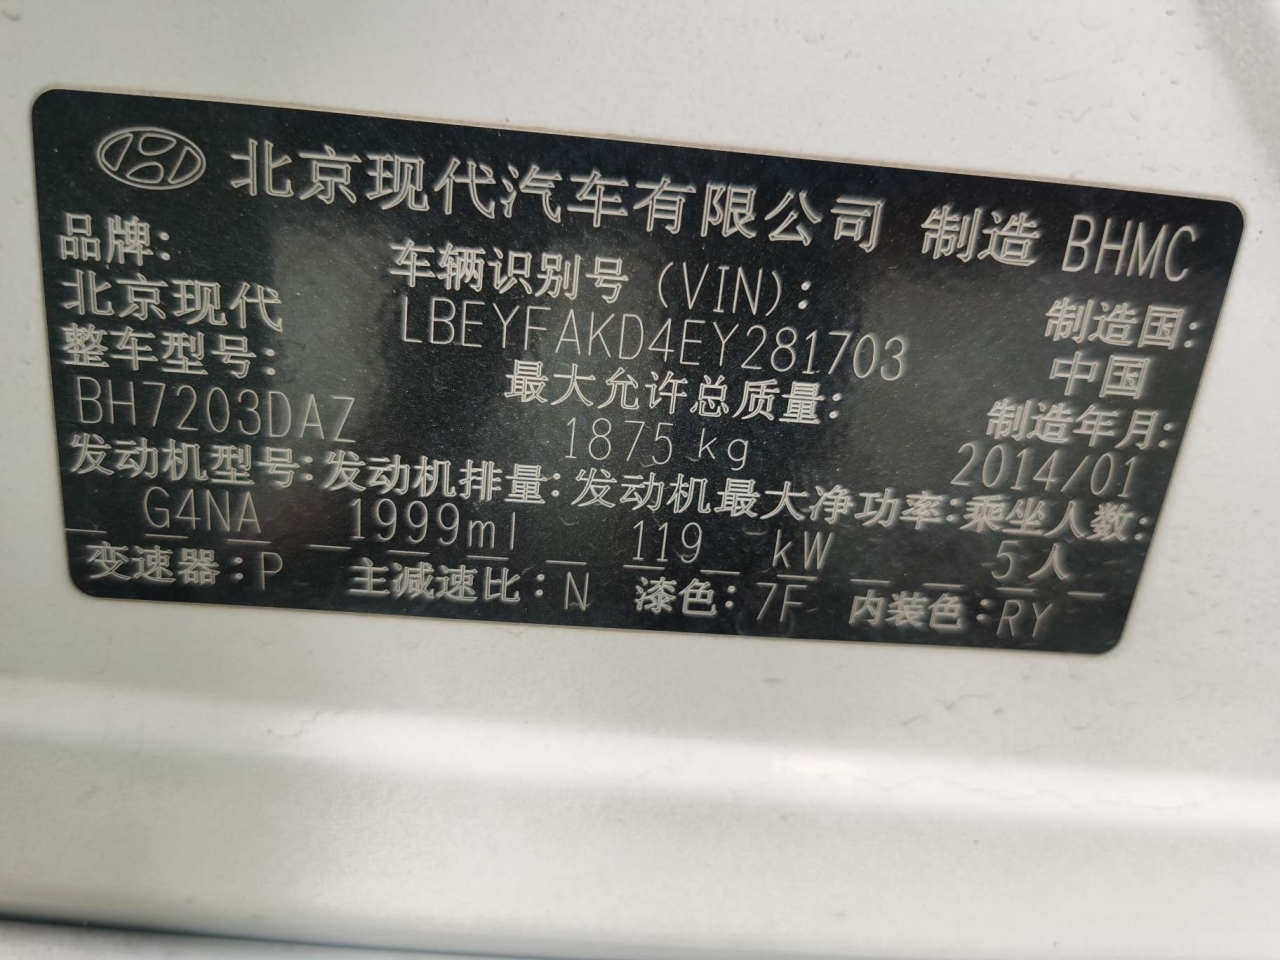 北京现代汽车有限公司 制造 BHMC
品牌: 车辆识别号 (VIN): 制造国:
北京现代 LBEYFAKD4EY281703 中国
整车型号: 最大允许总质量: 制造年月:
BH7203DAZ 1875kg 2014/01
发动机型号: 发动机排量: 发动机最大净功率: 乘坐人数:
G4NA 1999ml 119 kW 5人
变速器:P 主减速比:N 漆色:7F 内装色:RY